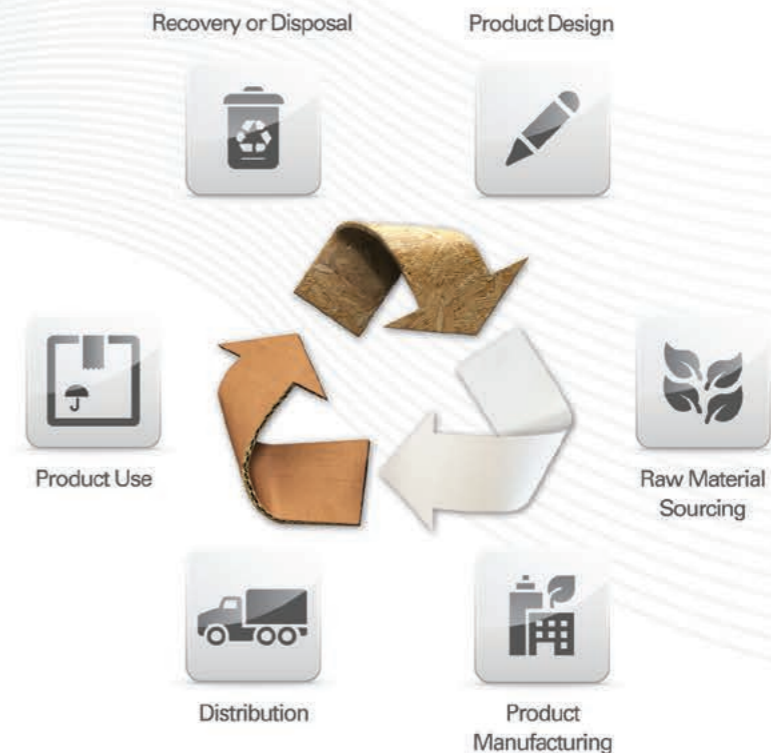 Recovery or Disposal
Product Design
Product Use
Raw Material
Sourcing
Distribution
Product
Manufacturing